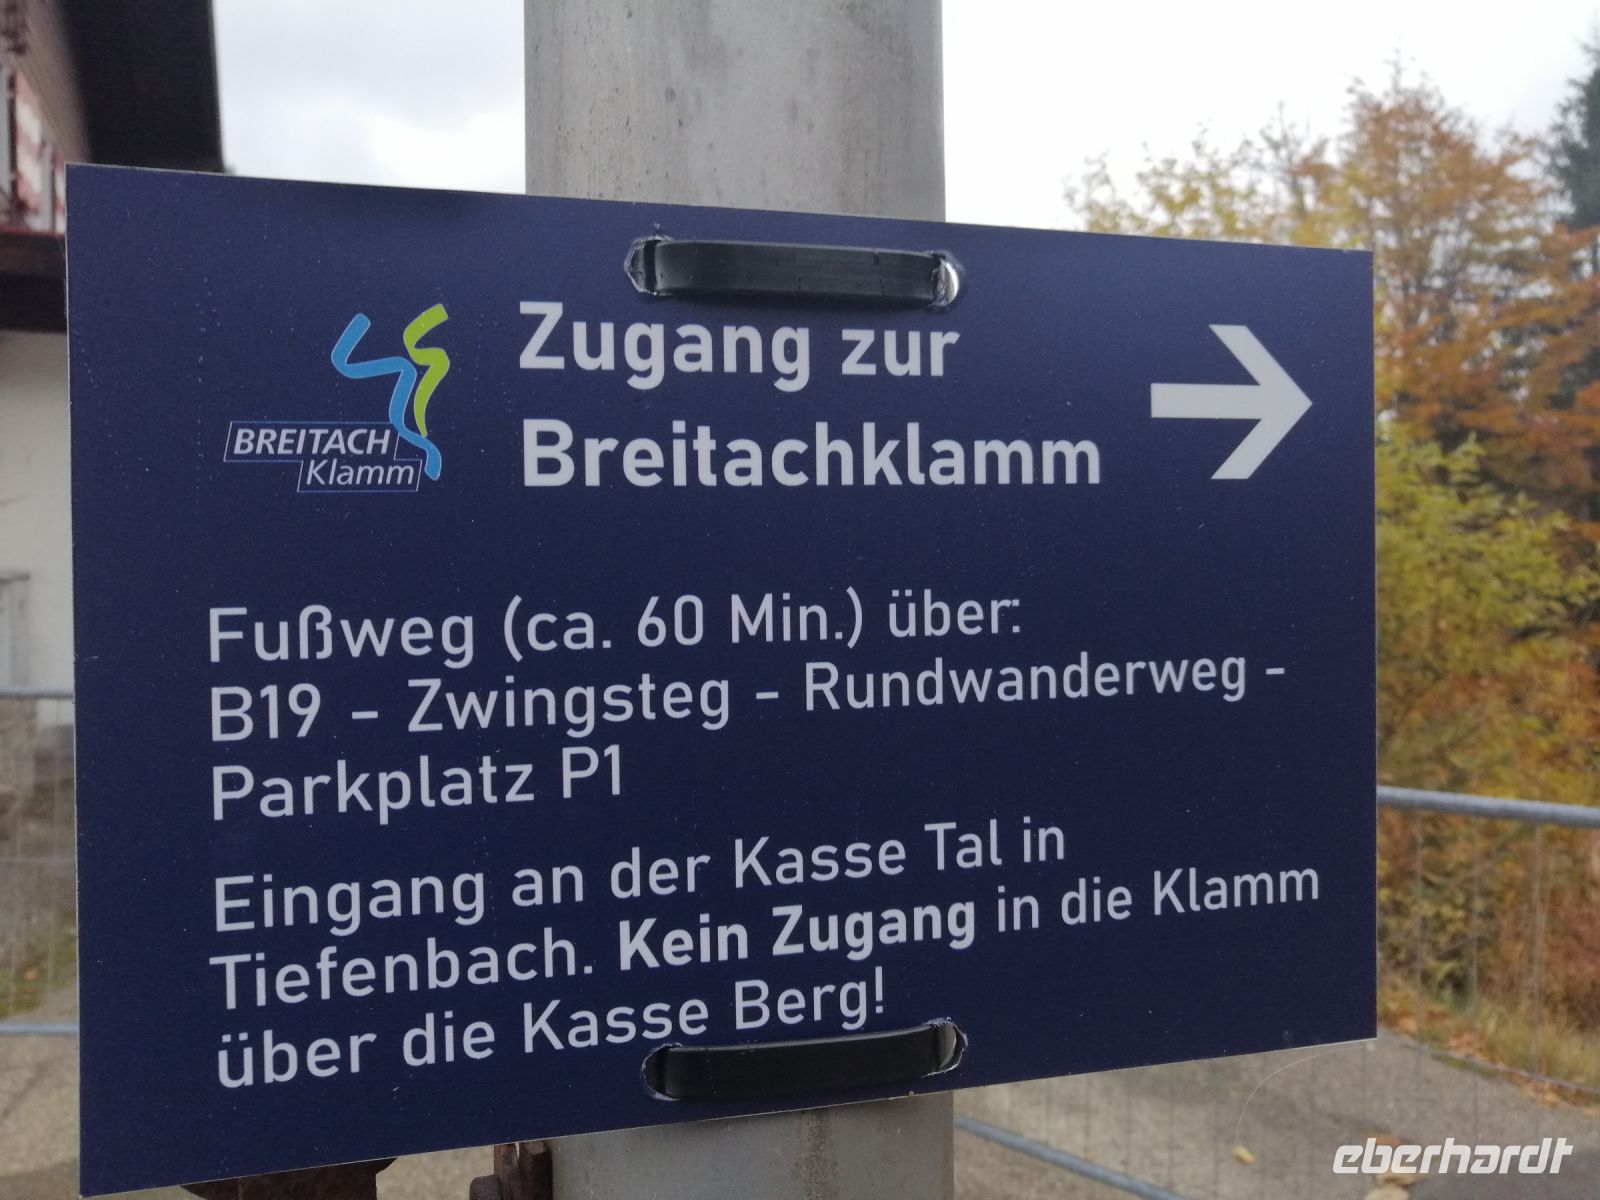 BREITACH
Klamm
Zugang zur
Breitachklamm
Fußweg (ca. 60 Min.) über:
B19 - Zwingsteg - Rundwanderweg -
Parkplatz P1
Eingang an der Kasse Tal in
Tiefenbach. Kein Zugang in die Klamm
über die Kasse Berg!
eberhardt